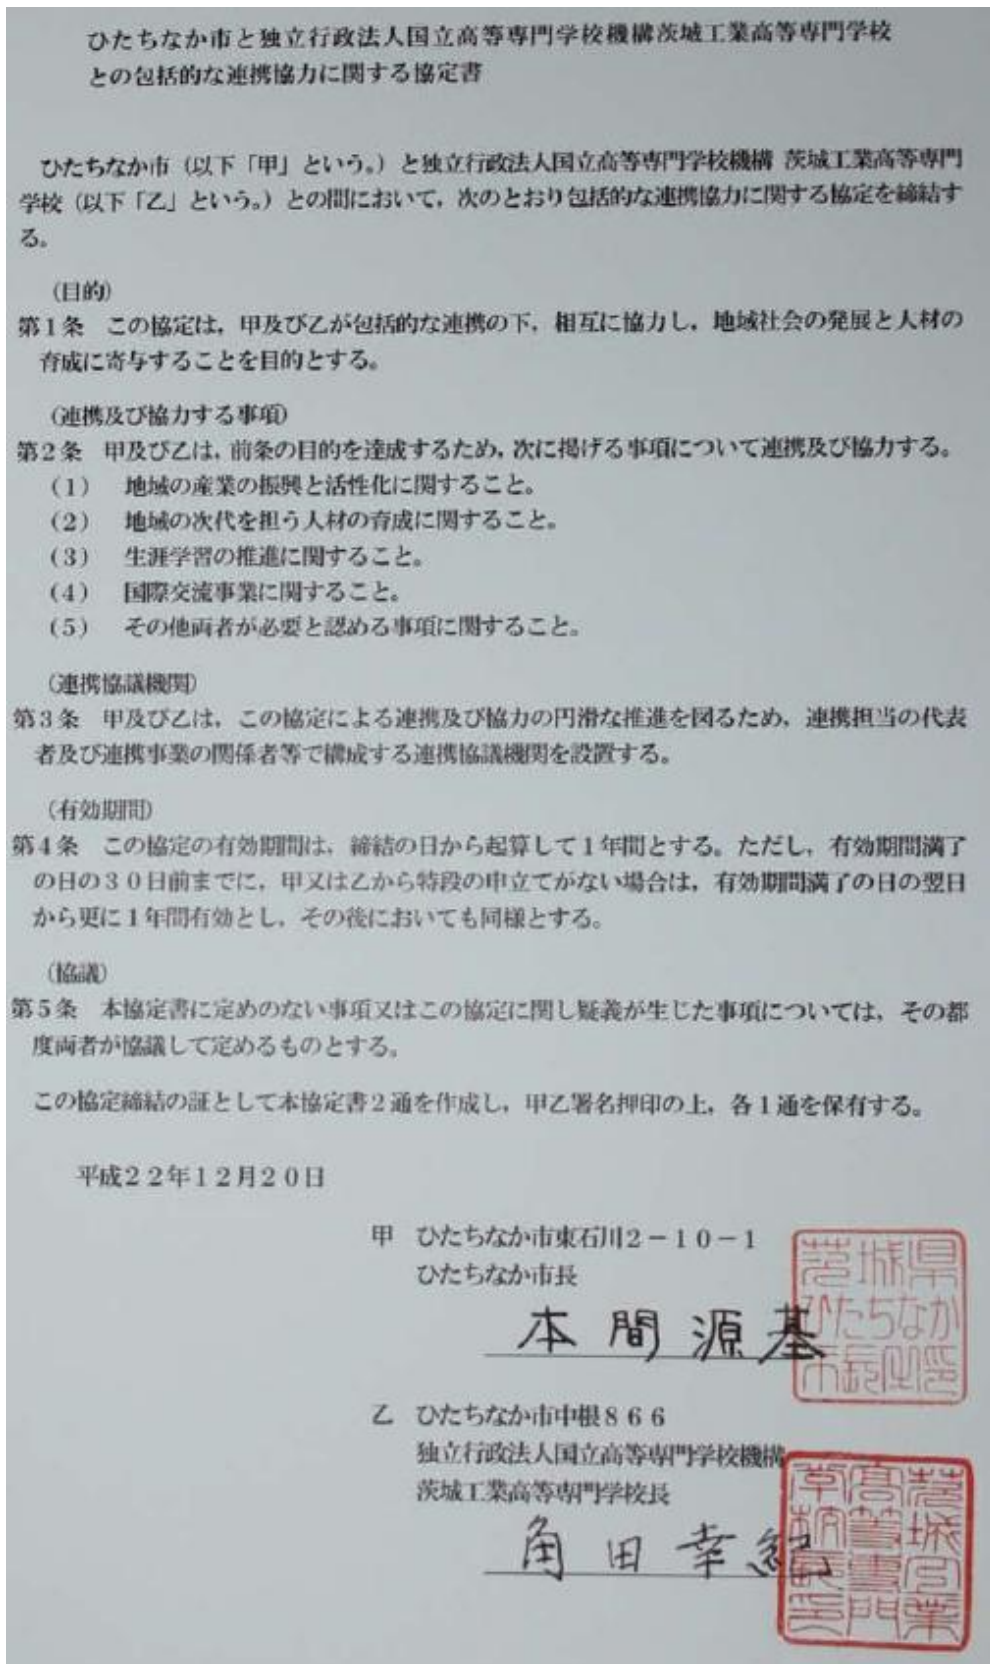 ひたちなか市と独立行政法人国立高等専門学校機構茨城工業高等専門学校
との包括的な連携協力に関する協定書
ひたちなか市（以下「甲」という。）と独立行政法人国立高等専門学校機構 茨城工業高等専門
学校（以下「乙」という。）との間において，次のとおり包括的な連携協力に関する協定を締結す
る。
（目的）
第１条　この協定は，甲及び乙が包括的な連携の下，相互に協力し，地域社会の発展と人材の
育成に寄与することを目的とする。
（連携及び協力する事項）
第２条　甲及び乙は，前条の目的を達成するため，次に掲げる事項について連携及び協力する。
（１）　地域の産業の振興と活性化に関すること。
（２）　地域の次代を担う人材の育成に関すること。
（３）　生涯学習の推進に関すること。
（４）　国際交流事業に関すること。
（５）　その他両者が必要と認める事項に関すること。
（連携協議機関）
第３条　甲及び乙は，この協定による連携及び協力の円滑な推進を図るため，連携担当の代表
者及び連携事業の関係者等で構成する連携協議機関を設置する。
（有効期間）
第４条　この協定の有効期間は，締結の日から起算して１年間とする。ただし，有効期間満了
の日の３０日前までに，甲又は乙から特段の申立てがない場合は，有効期間満了の日の翌日
から更に１年間有効とし，その後においても同様とする。
（協議）
第５条　本協定書に定めのない事項又はこの協定に関し疑義が生じた事項については，その都
度両者が協議して定めるものとする。
この協定締結の証として本協定書２通を作成し，甲乙署名押印の上，各１通を保有する。
平成２２年１２月２０日
甲　ひたちなか市東石川２－１０－１
ひたちなか市長
本間源基
茨城県
ひたちなか
市長之印
乙　ひたちなか市中根８６６
独立行政法人国立高等専門学校機構
茨城工業高等専門学校長
角田幸紀
茨城工業
高等専門
学校長印